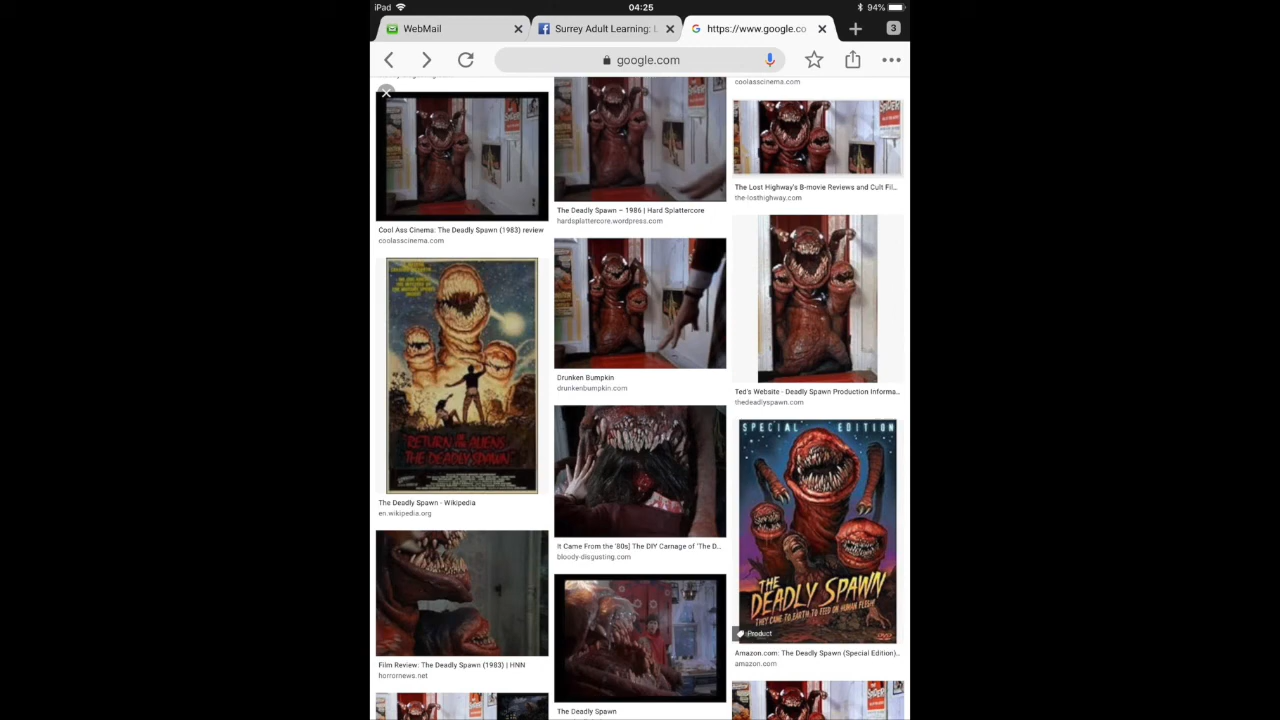 iPad
04:25
94%
WebMail
Surrey Adult Learning: L
https://www.google.co
3
google.com
coolasscinema.com
The Lost Highway's B-movie Reviews and Cult Fil...
the-losthighway.com
The Deadly Spawn – 1986 | Hard Splattercore
hardsplattercore.wordpress.com
Cool Ass Cinema: The Deadly Spawn (1983) review
coolasscinema.com
Drunken Bumpkin
drunkenbumpkin.com
Ted's Website - Deadly Spawn Production Informa...
thedeadlyspawn.com
RETURN OF THE ALIENS
THE DEADLY SPAWN
The Deadly Spawn - Wikipedia
en.wikipedia.org
SPECIAL EDITION
THE
DEADLY SPAWN
THEY CAME TO EARTH TO FEED ON HUMAN FLESH!
DVD
Product
It Came From the '80s] The DIY Carnage of 'The D...
bloody-disgusting.com
Amazon.com: The Deadly Spawn (Special Edition)...
amazon.com
Film Review: The Deadly Spawn (1983) | HNN
horrornews.net
The Deadly Spawn